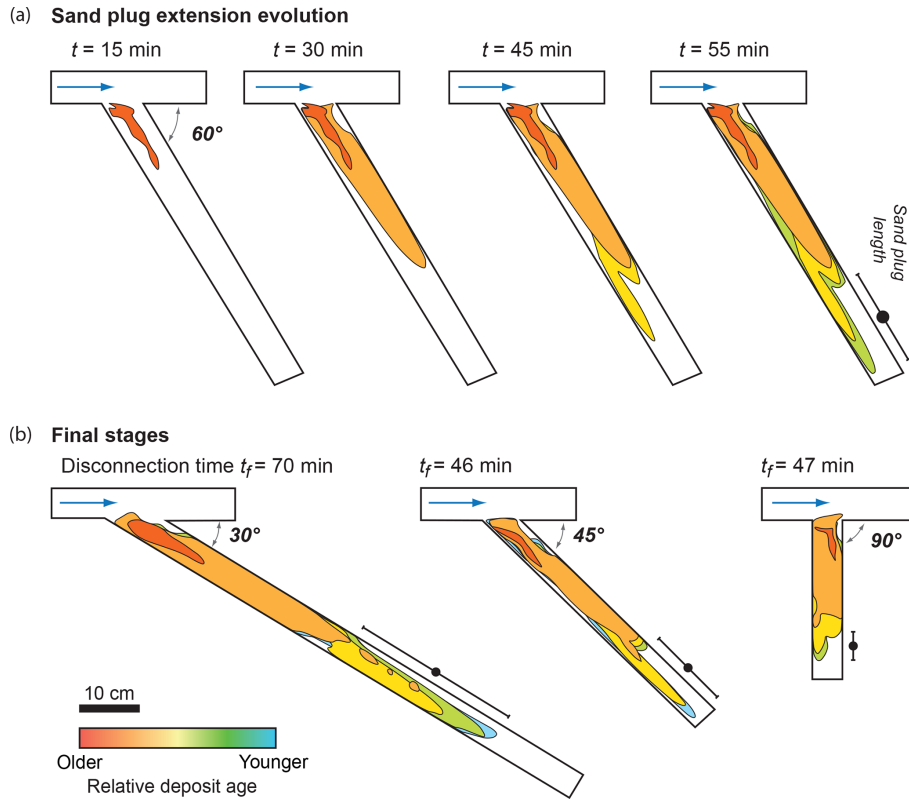 (a) Sand plug extension evolution
t = 15 min
t = 30 min
t = 45 min
t = 55 min
60°
Sand plug
length
(b) Final stages
Disconnection time tf = 70 min
tf = 46 min
tf = 47 min
30°
45°
90°
10 cm
Older
Younger
Relative deposit age